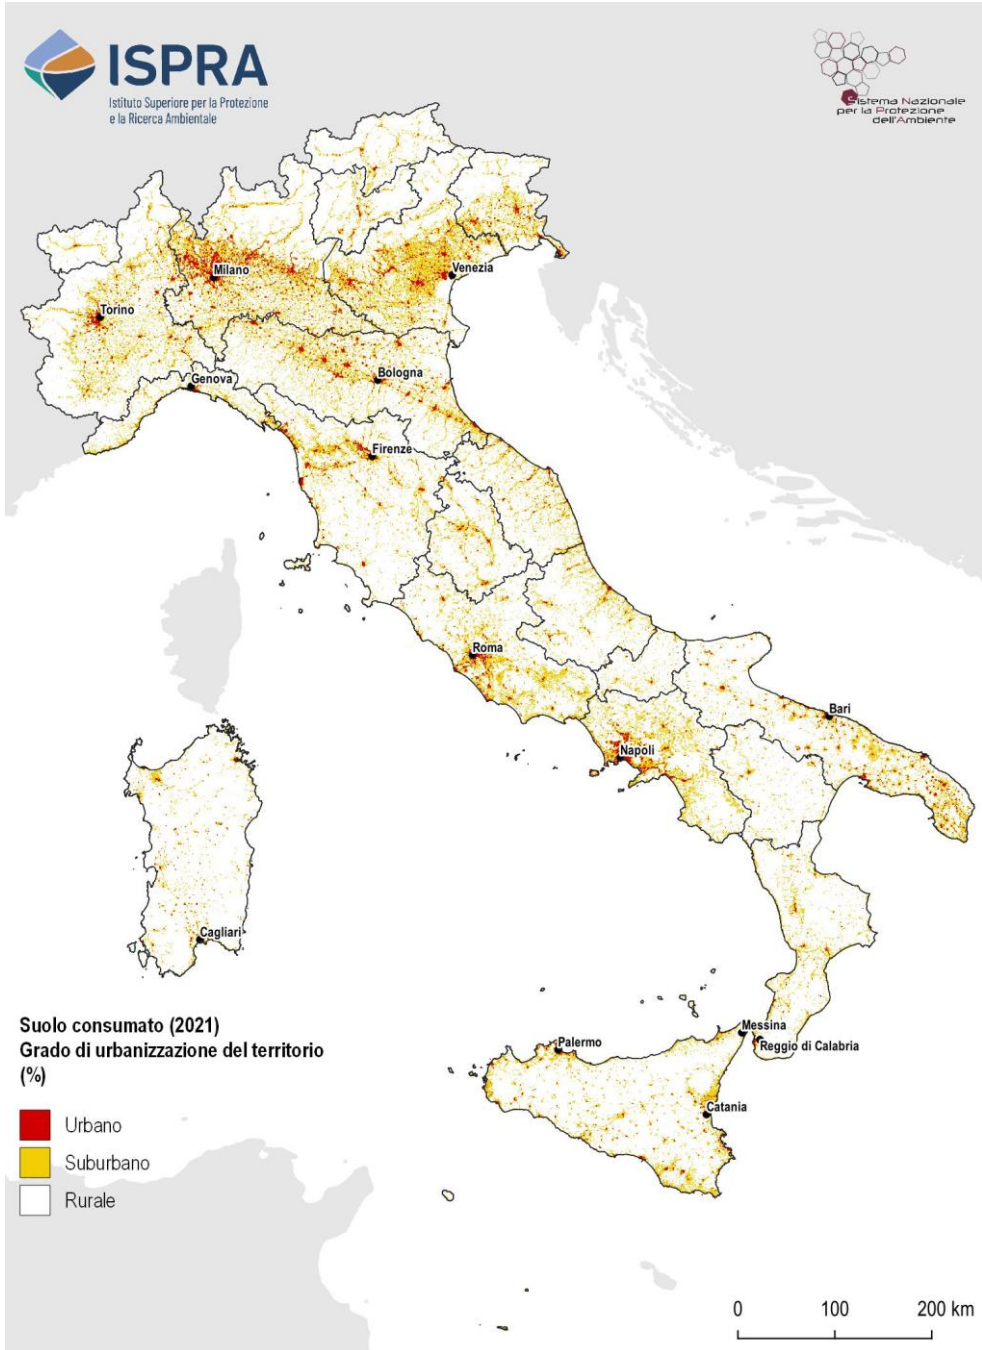 ISPRA
Istituto Superiore per la Protezione
e la Ricerca Ambientale
Sistema Nazionale
per la Protezione
dell'Ambiente
Milano
Venezia
Torino
Genova
Bologna
Firenze
Roma
Bari
Napoli
Cagliari
Messina
Palermo
Reggio di Calabria
Catania
Suolo consumato (2021)
Grado di urbanizzazione del territorio
(%)
Urbano
Suburbano
Rurale
0 100 200 km